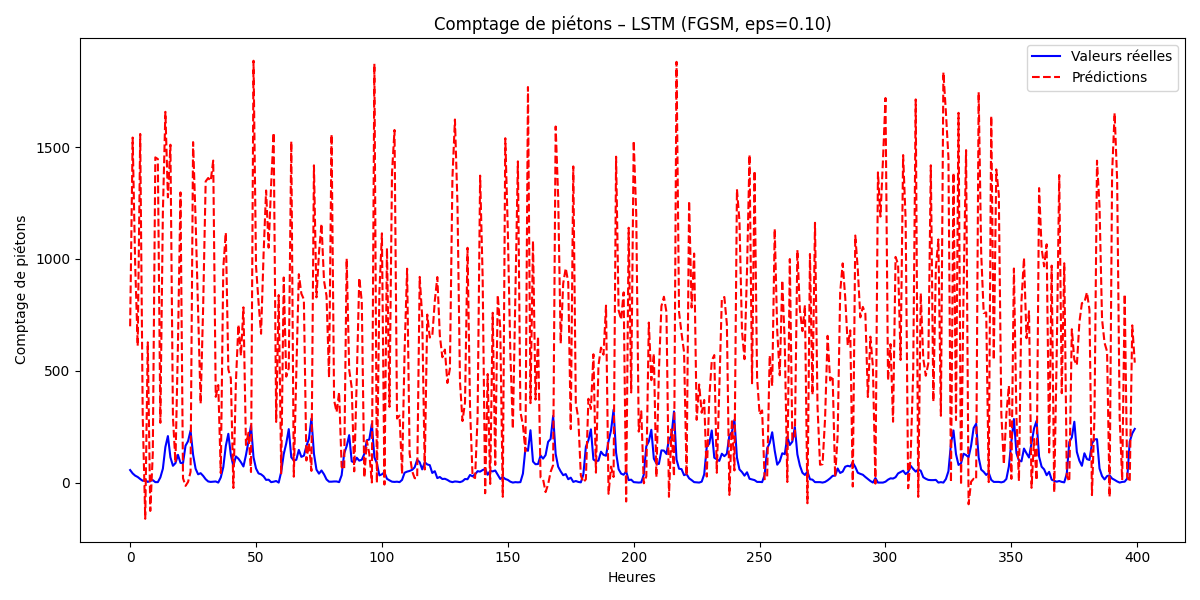 Comptage de piétons – LSTM (FGSM, eps=0.10)
Valeurs réelles
Prédictions
Comptage de piétons
1500
1000
500
0
0 50 100 150 200 250 300 350 400
Heures